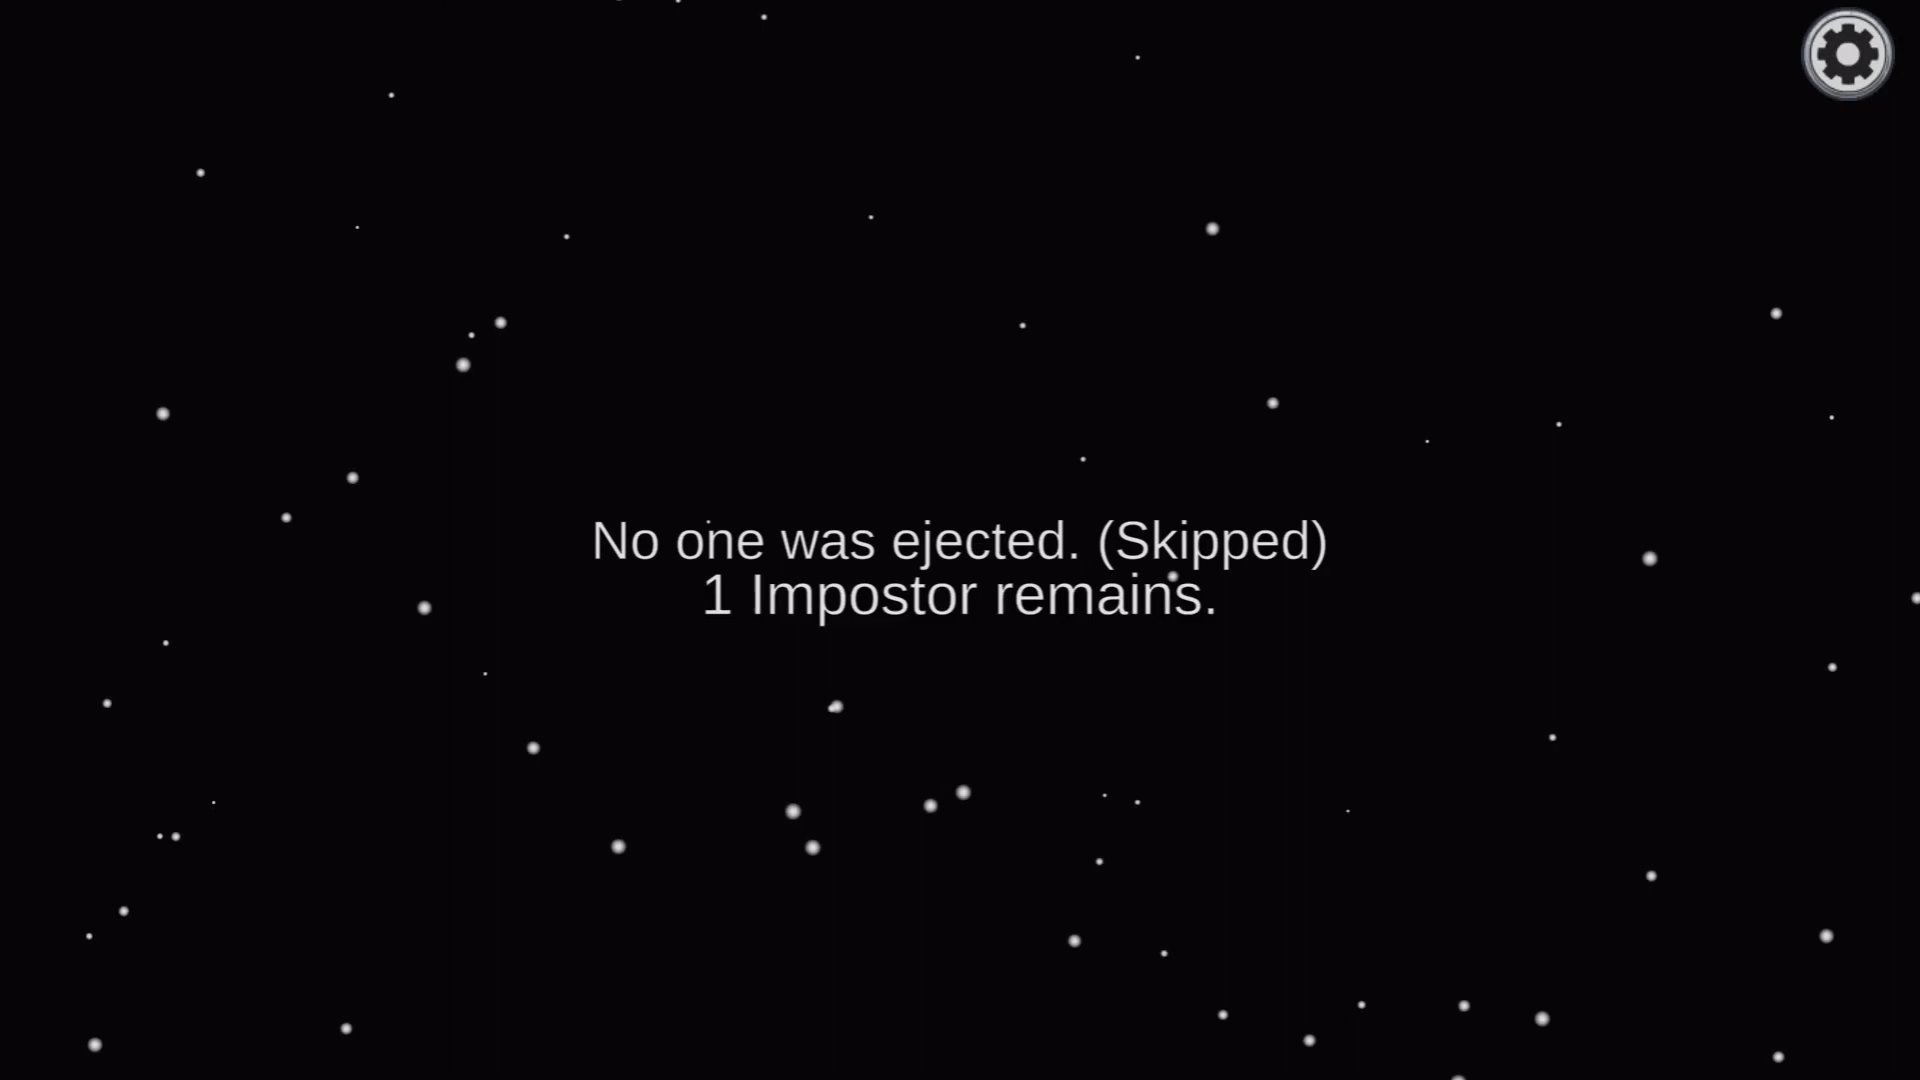 No one was ejected. (Skipped)
1 Impostor remains.